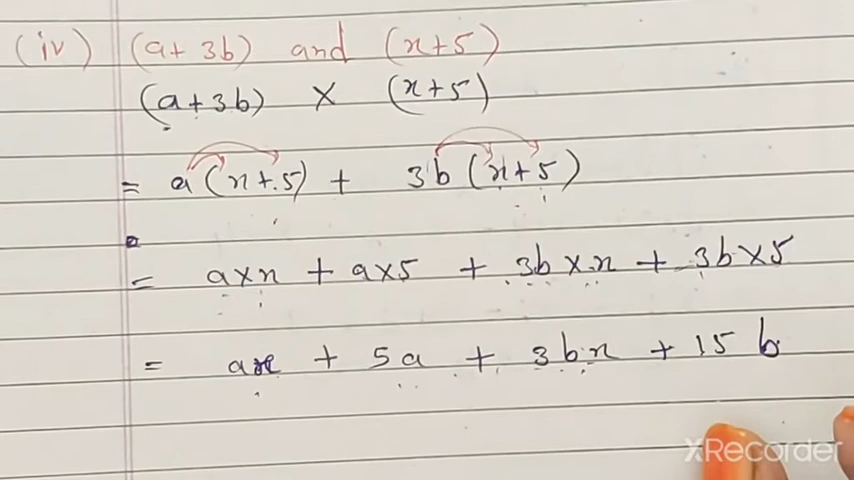 (iv) (a+3b) and (x+5)
(a+3b) × (x+5)
= a(x+5) + 3b(x+5)
= a×x + a×5 + 3b×x + 3b×5
= ax + 5a + 3bx + 15b
XRecorder